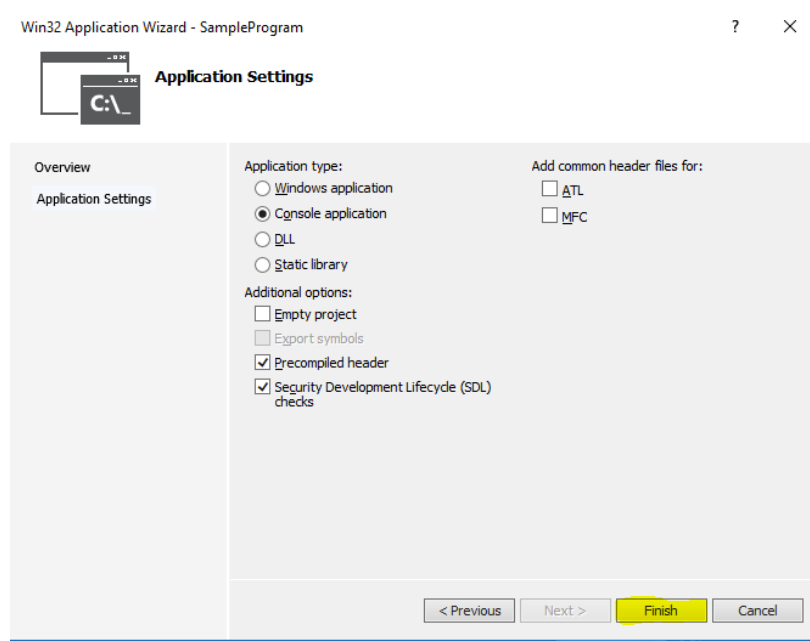 Win32 Application Wizard - SampleProgram
?
C:\_
Application Settings
Overview
Application Settings
Application type:
Windows application
Console application
DLL
Static library
Additional options:
Empty project
Export symbols
Precompiled header
Security Development Lifecycle (SDL)
checks
Add common header files for:
ATL
MFC
< Previous
Next >
Finish
Cancel